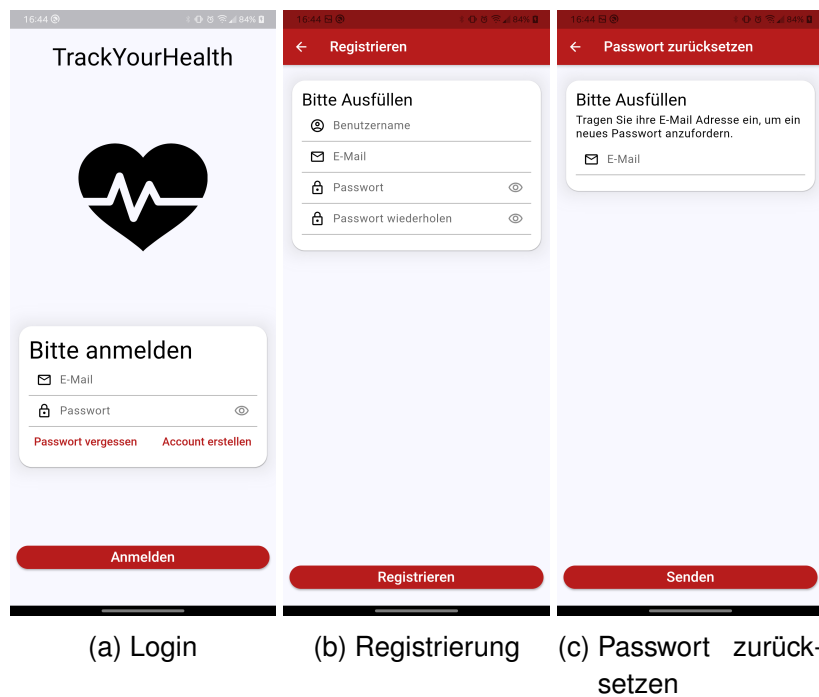 16:44
84%
TrackYourHealth
Bitte anmelden
E-Mail
Passwort
Passwort vergessen Account erstellen
Anmelden
(a) Login
16:44
84%
Registrieren
Bitte Ausfüllen
Benutzername
E-Mail
Passwort
Passwort wiederholen
Registrieren
(b) Registrierung
16:44
84%
Passwort zurücksetzen
Bitte Ausfüllen
Tragen Sie ihre E-Mail Adresse ein, um ein
neues Passwort anzufordern.
E-Mail
Senden
(c) Passwort zurück-
setzen